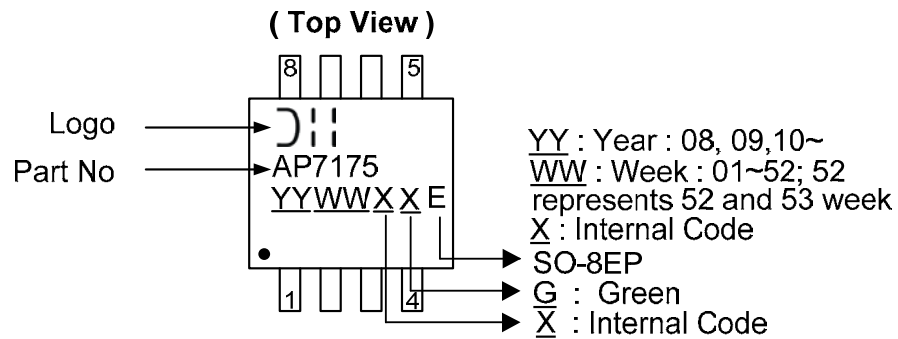 ( Top View )
8 5
Logo
Part No
AP7175
YYWWX X E
1 4
YY : Year : 08, 09,10~
WW : Week : 01~52; 52
represents 52 and 53 week
X : Internal Code
SO-8EP
G : Green
X : Internal Code